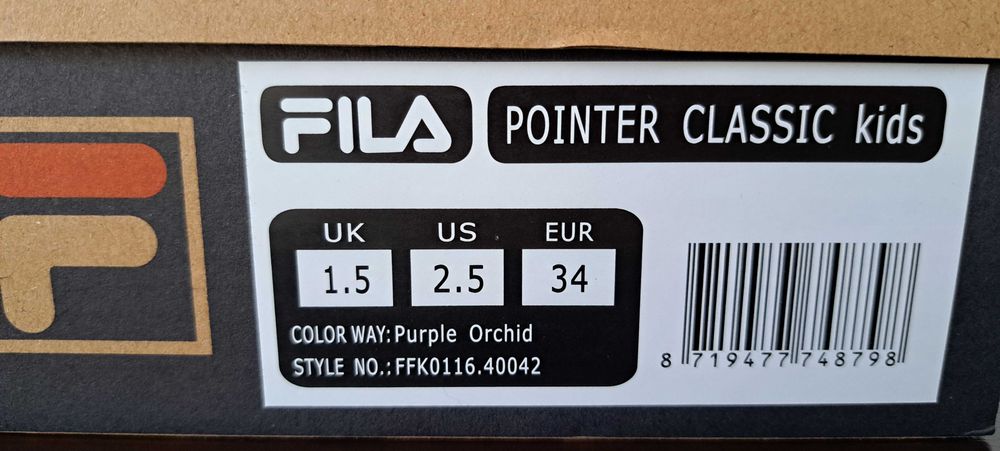 FILA
POINTER CLASSIC kids
UK US EUR
1.5 2.5 34
COLOR WAY:Purple Orchid
STYLE NO.:FFK0116.40042
8 719477 748798